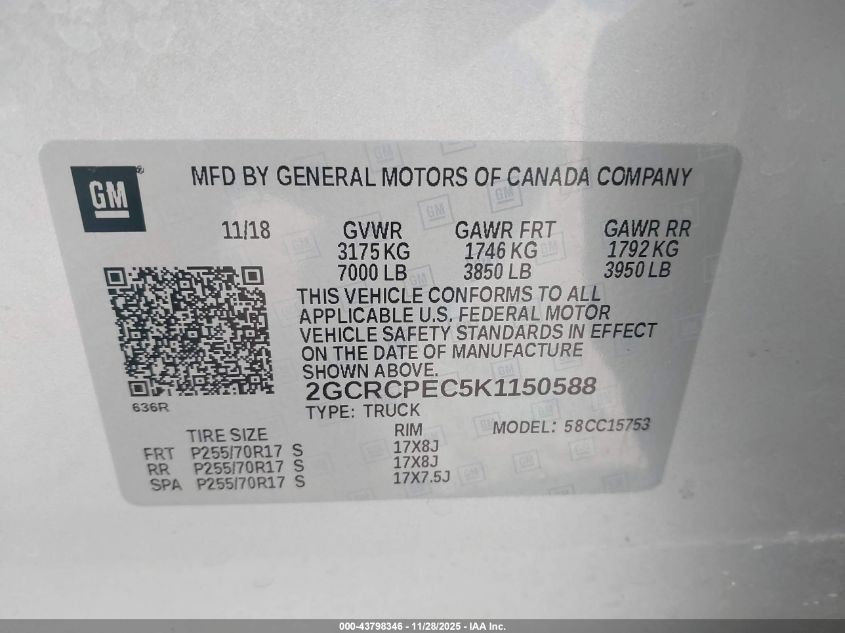 GM
MFD BY GENERAL MOTORS OF CANADA COMPANY
11/18 GVWR GAWR FRT GAWR RR
3175 KG 1746 KG 1792 KG
7000 LB 3850 LB 3950 LB
THIS VEHICLE CONFORMS TO ALL
APPLICABLE U.S. FEDERAL MOTOR
VEHICLE SAFETY STANDARDS IN EFFECT
ON THE DATE OF MANUFACTURE
SHOWN ABOVE.
2GCRCPEC5K1150588
636R
TYPE: TRUCK
TIRE SIZE RIM MODEL: 58CC15753
FRT P255/70R17 S 17X8J
RR P255/70R17 S 17X8J
SPA P255/70R17 S 17X7.5J
000-43798346 - 11/28/2025 - IAA Inc.